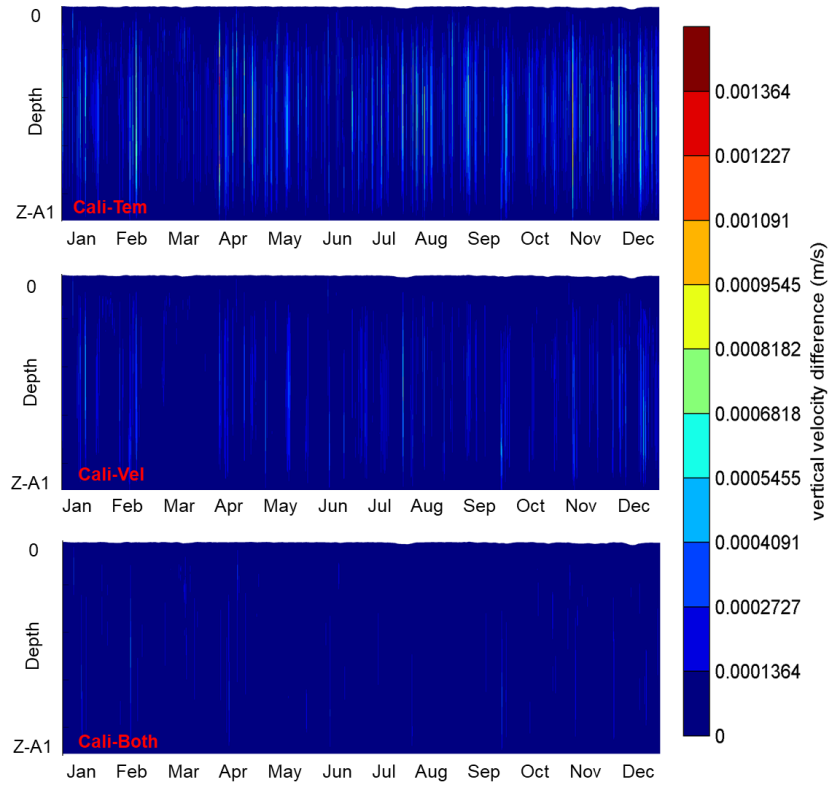 0
Depth
Z-A1
Cali-Tem
Jan Feb Mar Apr May Jun Jul Aug Sep Oct Nov Dec
0
Depth
Z-A1
Cali-Vel
Jan Feb Mar Apr May Jun Jul Aug Sep Oct Nov Dec
0
Depth
Z-A1
Cali-Both
Jan Feb Mar Apr May Jun Jul Aug Sep Oct Nov Dec
0.001364
0.001227
0.001091
0.0009545
0.0008182
0.0006818
0.0005455
0.0004091
0.0002727
0.0001364
0
vertical velocity difference (m/s)